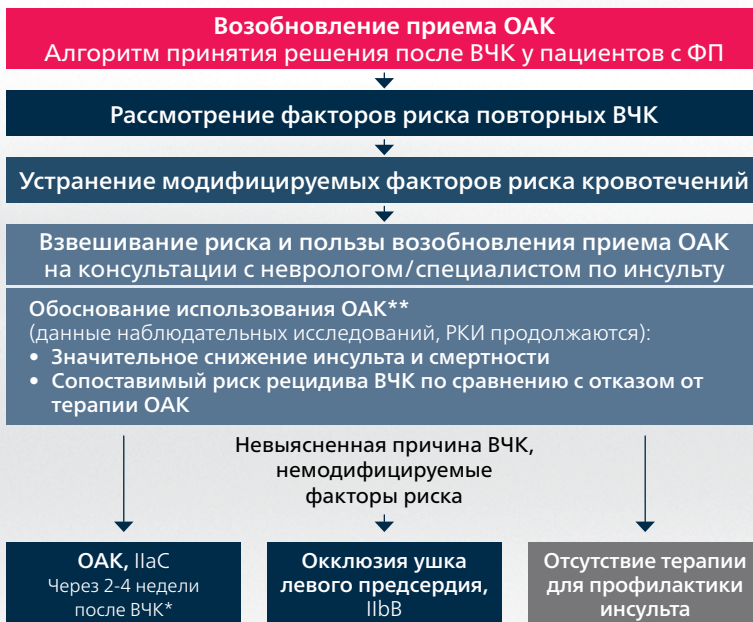 Возобновление приема ОАК
Алгоритм принятия решения после ВЧК у пациентов с ФП
Рассмотрение факторов риска повторных ВЧК
Устранение модифицируемых факторов риска кровотечений
Взвешивание риска и пользы возобновления приема ОАК
на консультации с неврологом/специалистом по инсульту
Обоснование использования ОАК**
(данные наблюдательных исследований, РКИ продолжаются):
• Значительное снижение инсульта и смертности
• Сопоставимый риск рецидива ВЧК по сравнению с отказом от
терапии ОАК
Невыясненная причина ВЧК,
немодифицируемые
факторы риска
ОАК, IIaC
Через 2-4 недели
после ВЧК*
Окклюзия ушка
левого предсердия,
IIbB
Отсутствие терапии
для профилактики
инсульта